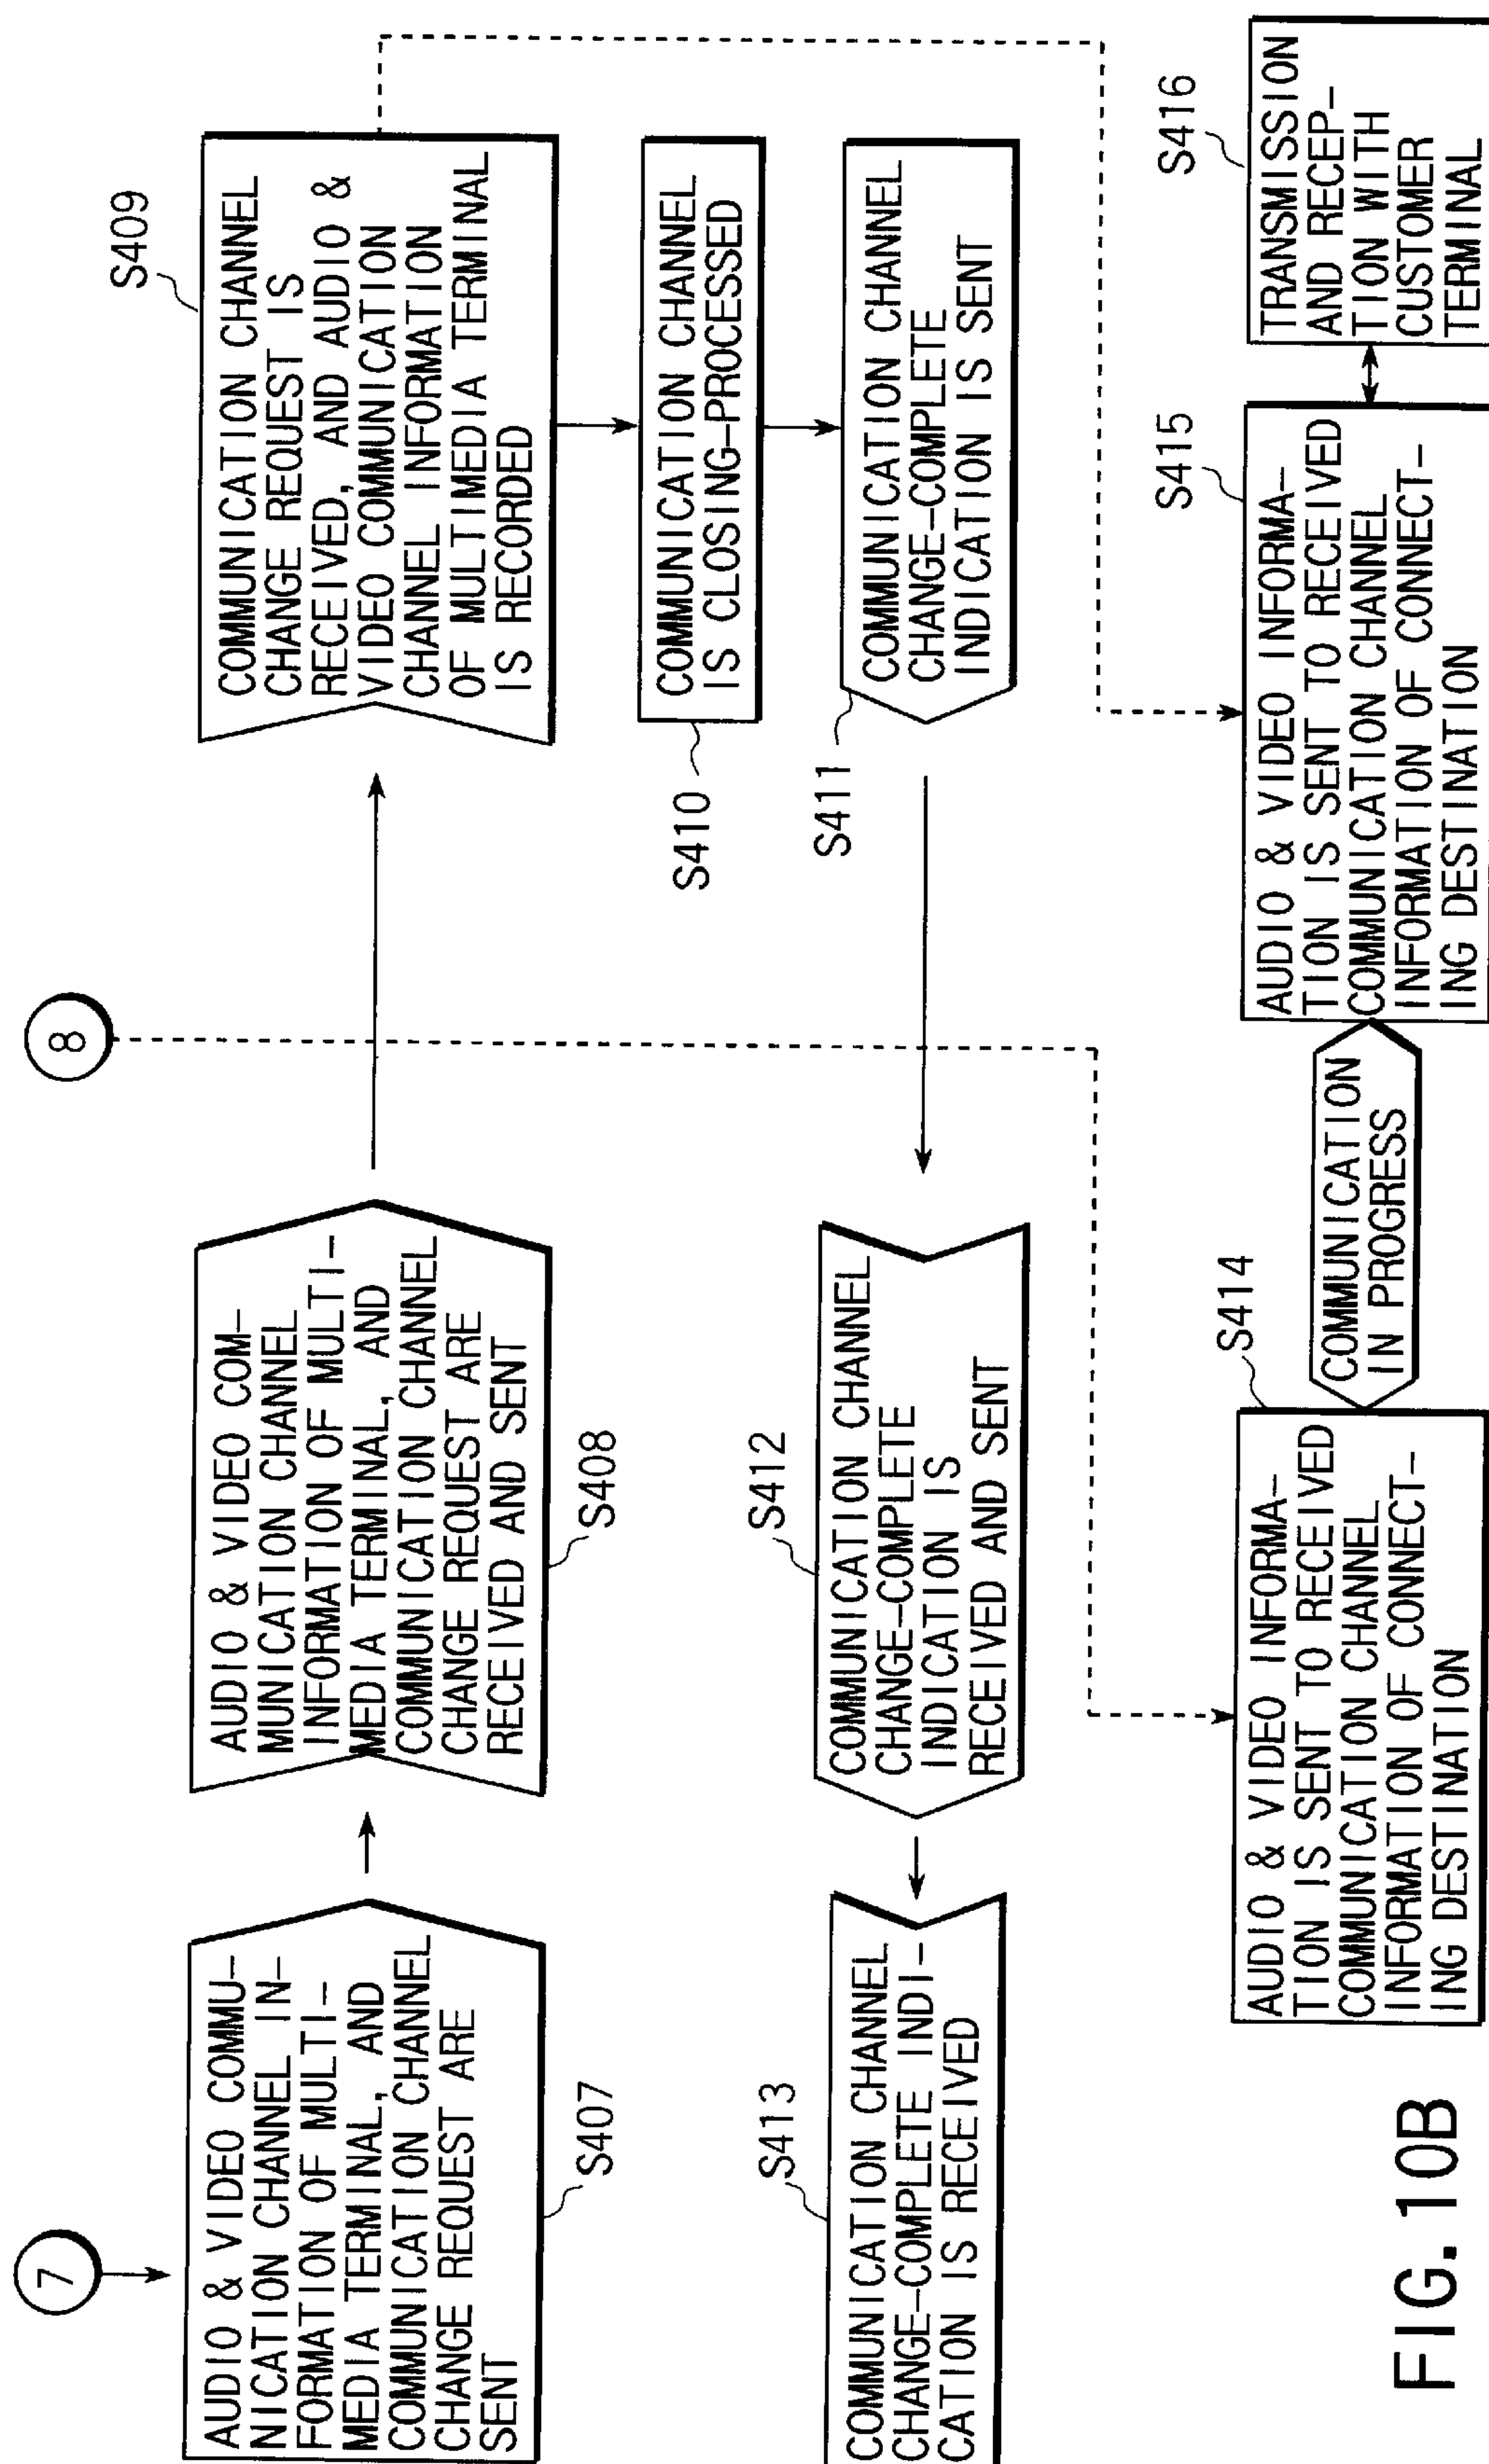 7
8
AUDIO & VIDEO COMMU-
NICATION CHANNEL IN-
FORMATION OF MULTI-
MEDIA TERMINAL, AND
COMMUNICATION CHANNEL
CHANGE REQUEST ARE
SENT
S407
AUDIO & VIDEO COM-
MUNICATION CHANNEL
INFORMATION OF MULTI-
MEDIA TERMINAL, AND
COMMUNICATION CHANNEL
CHANGE REQUEST ARE
RECEIVED AND SENT
S408
S409
COMMUNICATION CHANNEL
CHANGE REQUEST IS
RECEIVED, AND AUDIO &
VIDEO COMMUNICATION
CHANNEL INFORMATION
OF MULTIMEDIA TERMINAL
IS RECORDED
COMMUNICATION CHANNEL
IS CLOSING-PROCESSED
S410
COMMUNICATION CHANNEL
CHANGE-COMPLETE
INDICATION IS SENT
S411
S412
COMMUNICATION CHANNEL
CHANGE-COMPLETE
INDICATION IS
RECEIVED AND SENT
S413
COMMUNICATION CHANNEL
CHANGE-COMPLETE INDI-
CATION IS RECEIVED
S414
AUDIO & VIDEO INFORMA-
TION IS SENT TO RECEIVED
COMMUNICATION CHANNEL
INFORMATION OF CONNECT-
ING DESTINATION
COMMUNICATION
IN PROGRESS
S415
AUDIO & VIDEO INFORMA-
TION IS SENT TO RECEIVED
COMMUNICATION CHANNEL
INFORMATION OF CONNECT-
ING DESTINATION
S416
TRANSMISSION
AND RECEP-
TION WITH
CUSTOMER
TERMINAL
FIG. 10B